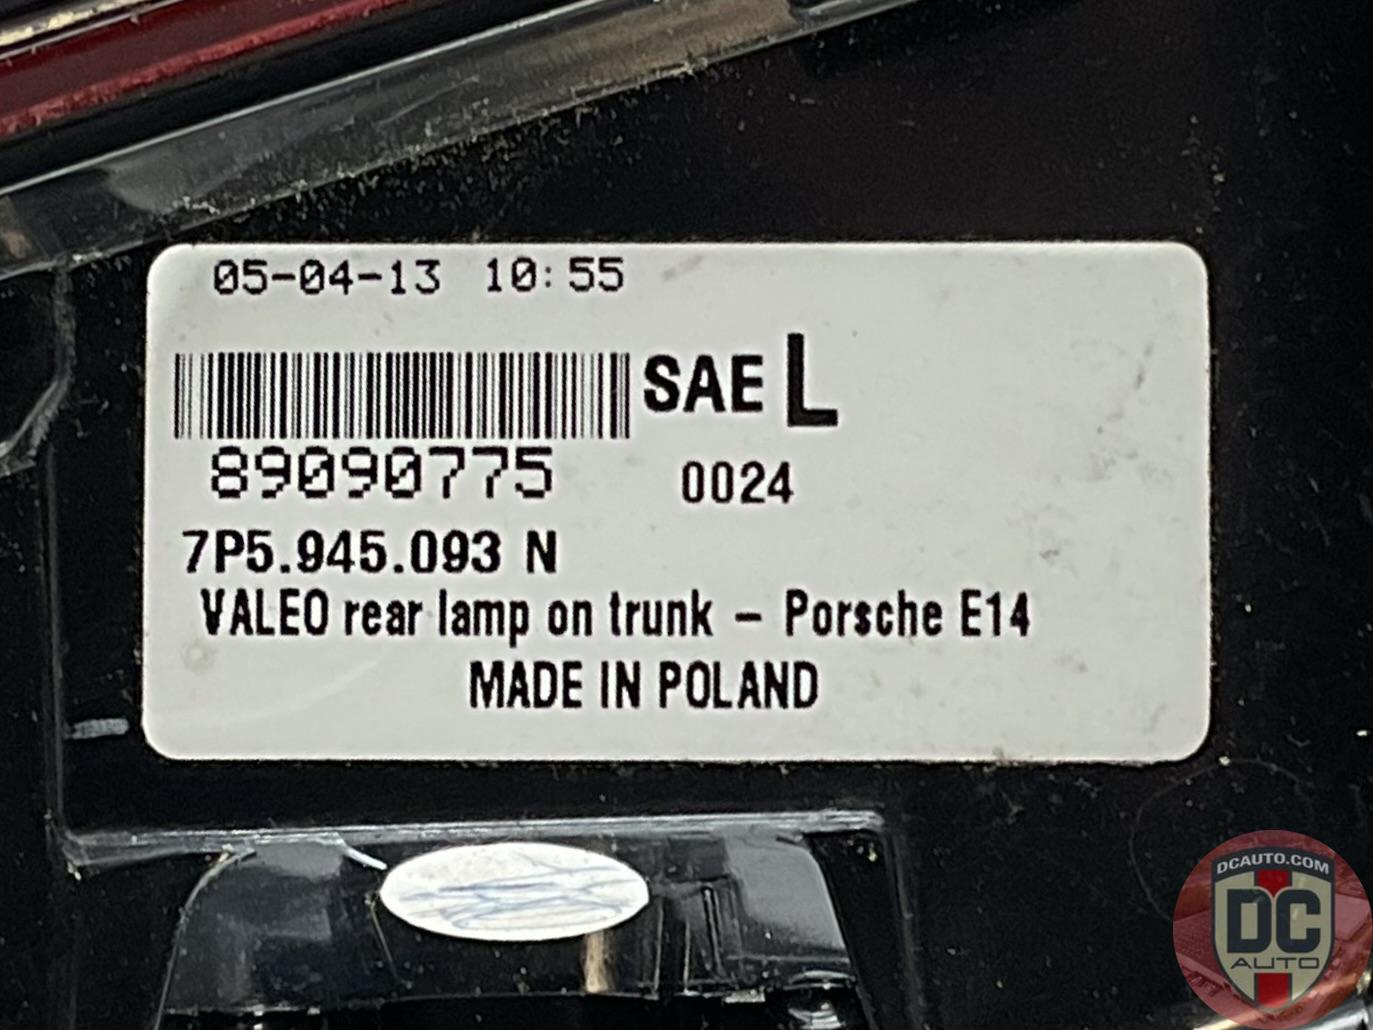 05-04-13 10:55
SAE L
89090775 0024
7P5.945.093 N
VALEO rear lamp on trunk – Porsche E14
MADE IN POLAND
DCAUTO.COM
DC
AUTO